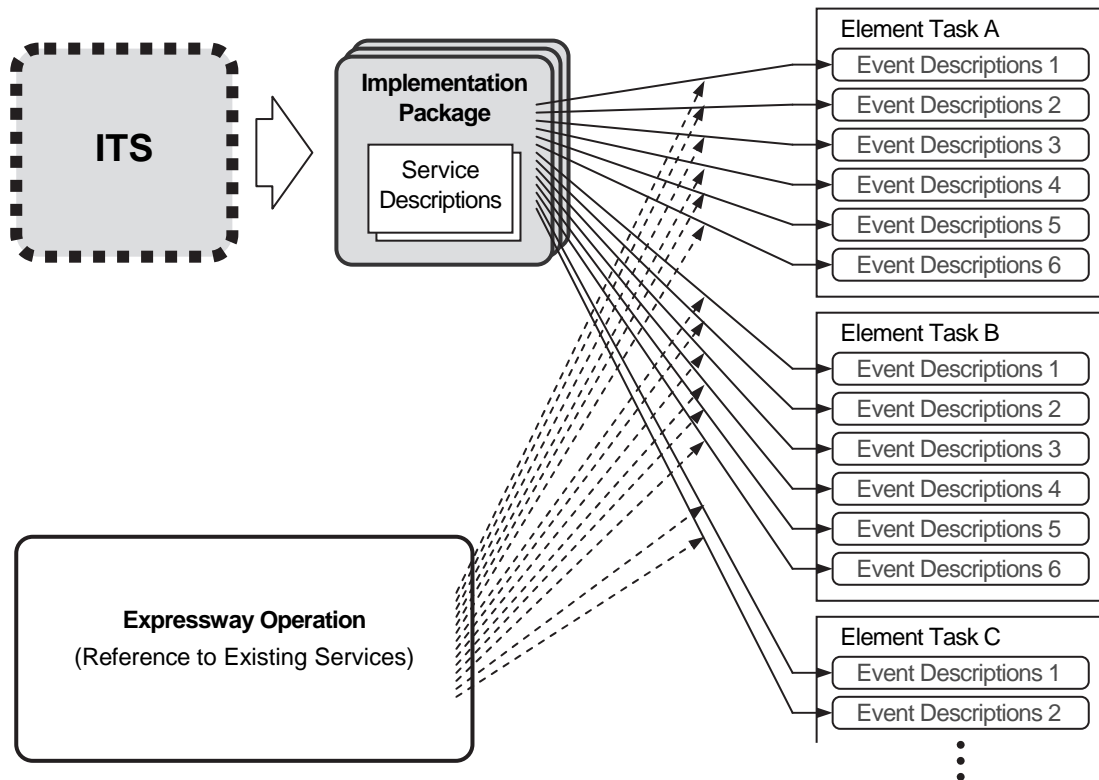 ITS
Implementation
Package
Service
Descriptions
Expressway Operation
(Reference to Existing Services)
Element Task A
Event Descriptions 1
Event Descriptions 2
Event Descriptions 3
Event Descriptions 4
Event Descriptions 5
Event Descriptions 6
Element Task B
Event Descriptions 1
Event Descriptions 2
Event Descriptions 3
Event Descriptions 4
Event Descriptions 5
Event Descriptions 6
Element Task C
Event Descriptions 1
Event Descriptions 2